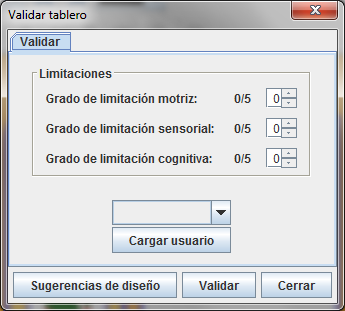 Validar tablero
Validar
Limitaciones
Grado de limitación motriz: 0/5 0
Grado de limitación sensorial: 0/5 0
Grado de limitación cognitiva: 0/5 0
Cargar usuario
Sugerencias de diseño Validar Cerrar